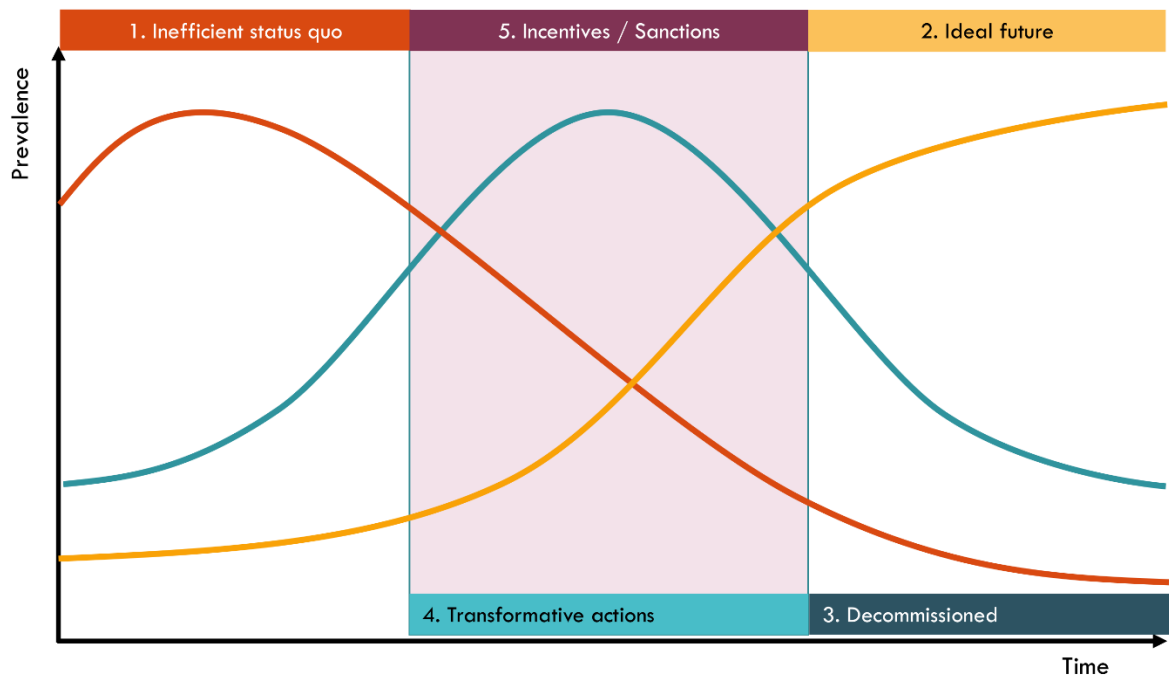 1. Inefficient status quo
5. Incentives / Sanctions
2. Ideal future
Prevalence
4. Transformative actions
3. Decommissioned
Time